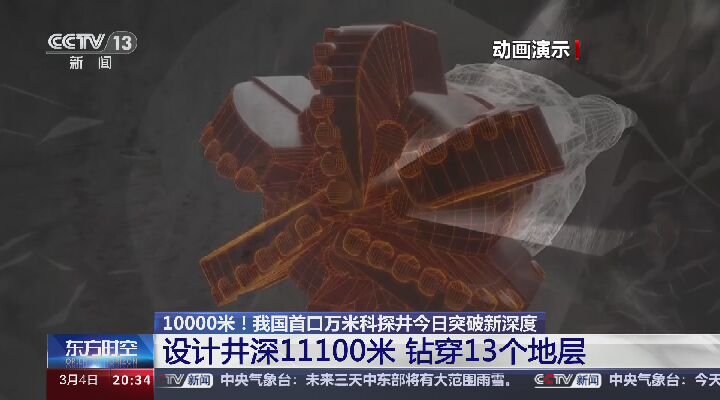 CCTV 13
新闻
动画演示
10000米！我国首口万米科探井今日突破新深度
东方时空
设计井深11100米 钻穿13个地层
3月4日 20:34 TV新闻 中央气象台：未来三天中东部将有大范围雨雪。 CCTV新闻 中央气象台：今天